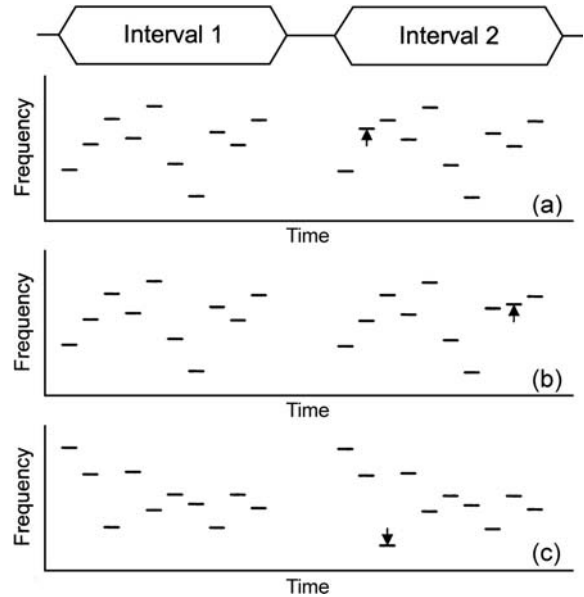 Interval 1 Interval 2
Frequency
(a)
Time
Frequency
(b)
Time
Frequency
(c)
Time